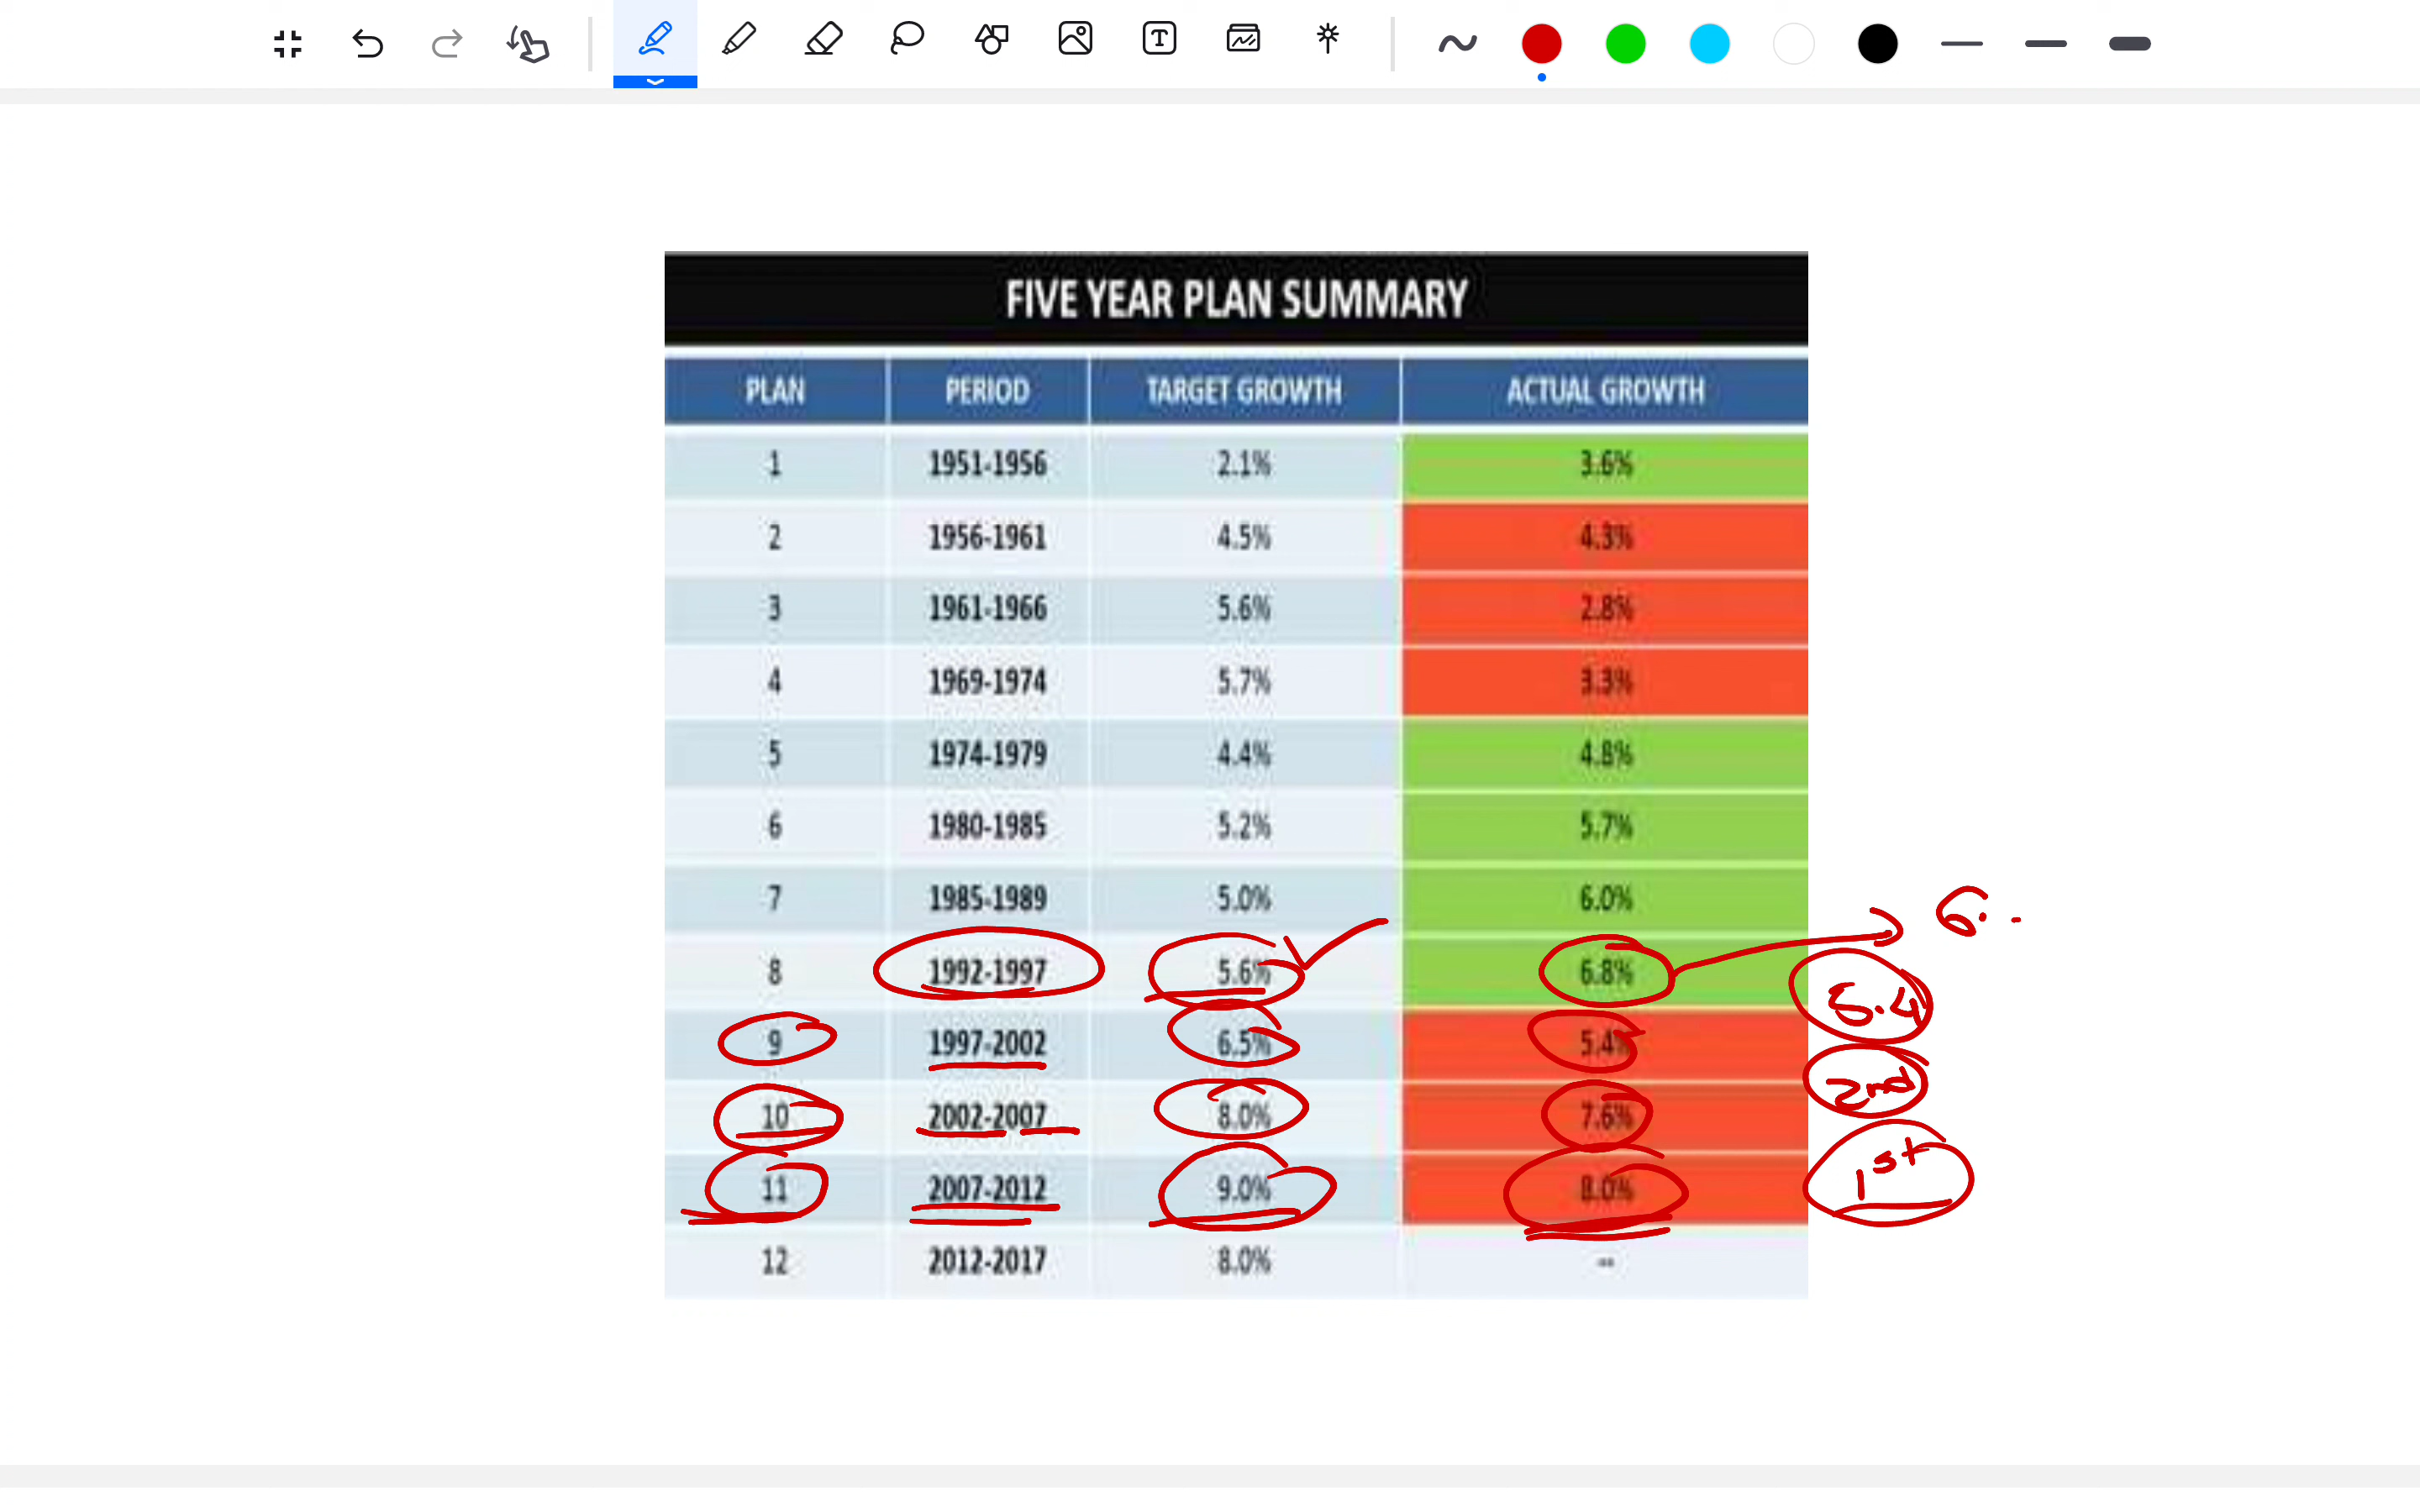 FIVE YEAR PLAN SUMMARY
PLAN PERIOD TARGET GROWTH ACTUAL GROWTH
1 1951-1956 2.1% 3.6%
2 1956-1961 4.5% 4.3%
3 1961-1966 5.6% 2.8%
4 1969-1974 5.7% 3.3%
5 1974-1979 4.4% 4.8%
6 1980-1985 5.2% 5.7%
7 1985-1989 5.0% 6.0%
8 1992-1997 5.6% 6.8%
9 1997-2002 6.5% 5.4% 5.4
10 2002-2007 8.0% 7.6% 2nd
11 2007-2012 9.0% 8.0% 1st
12 2012-2017 8.0% --